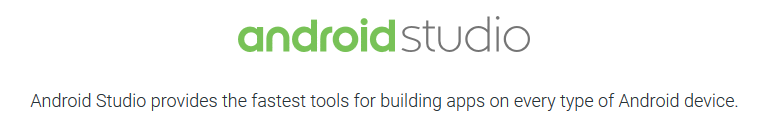 androidstudio
Android Studio provides the fastest tools for building apps on every type of Android device.